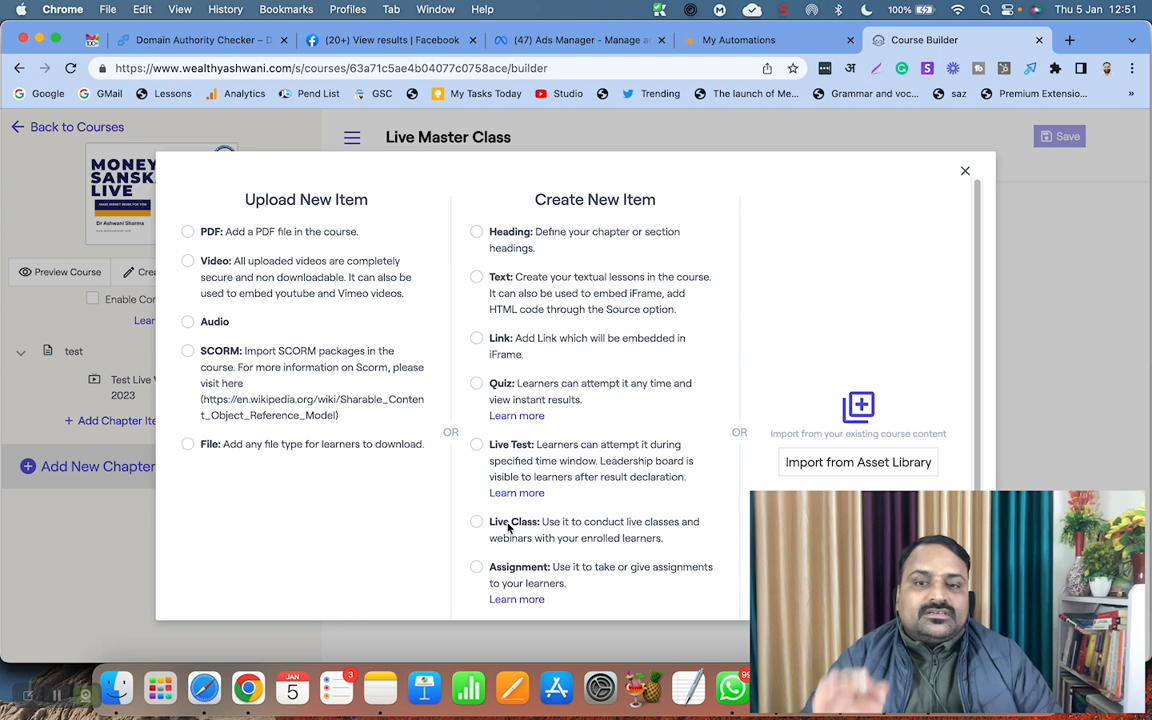 Chrome File Edit View History Bookmarks Profiles Tab Window Help 100% Thu 5 Jan 12:51
Domain Authority Checker – D
(20+) View results | Facebook
(47) Ads Manager - Manage a
My Automations
Course Builder
https://www.wealthyashwani.com/s/courses/63a71c5ae4b04077c0758ace/builder
Google GMail Lessons Analytics Pend List GSC My Tasks Today Studio Trending The launch of Me... Grammar and voc... saz Premium Extensio... »
Back to Courses
Live Master Class
Save
MONEY
SANSK
LIVE
Dr Ashwani Sharma
Preview Course
Crea
Enable Cor
Lear
test
Test Live
2023
+ Add Chapter Ite
Add New Chapter
Upload New Item
PDF: Add a PDF file in the course.
Video: All uploaded videos are completely
secure and non downloadable. It can also be
used to embed youtube and Vimeo videos.
Audio
SCORM: Import SCORM packages in the
course. For more information on Scorm, please
visit here
(https://en.wikipedia.org/wiki/Sharable_Conten
t_Object_Reference_Model)
File: Add any file type for learners to download.
OR
Create New Item
Heading: Define your chapter or section
headings.
Text: Create your textual lessons in the course.
It can also be used to embed iFrame, add
HTML code through the Source option.
Link: Add Link which will be embedded in
iFrame.
Quiz: Learners can attempt it any time and
view instant results.
Learn more
Live Test: Learners can attempt it during
specified time window. Leadership board is
visible to learners after result declaration.
Learn more
Live Class: Use it to conduct live classes and
webinars with your enrolled learners.
Assignment: Use it to take or give assignments
to your learners.
Learn more
OR
Import from your existing course content
Import from Asset Library
JAN
5
3